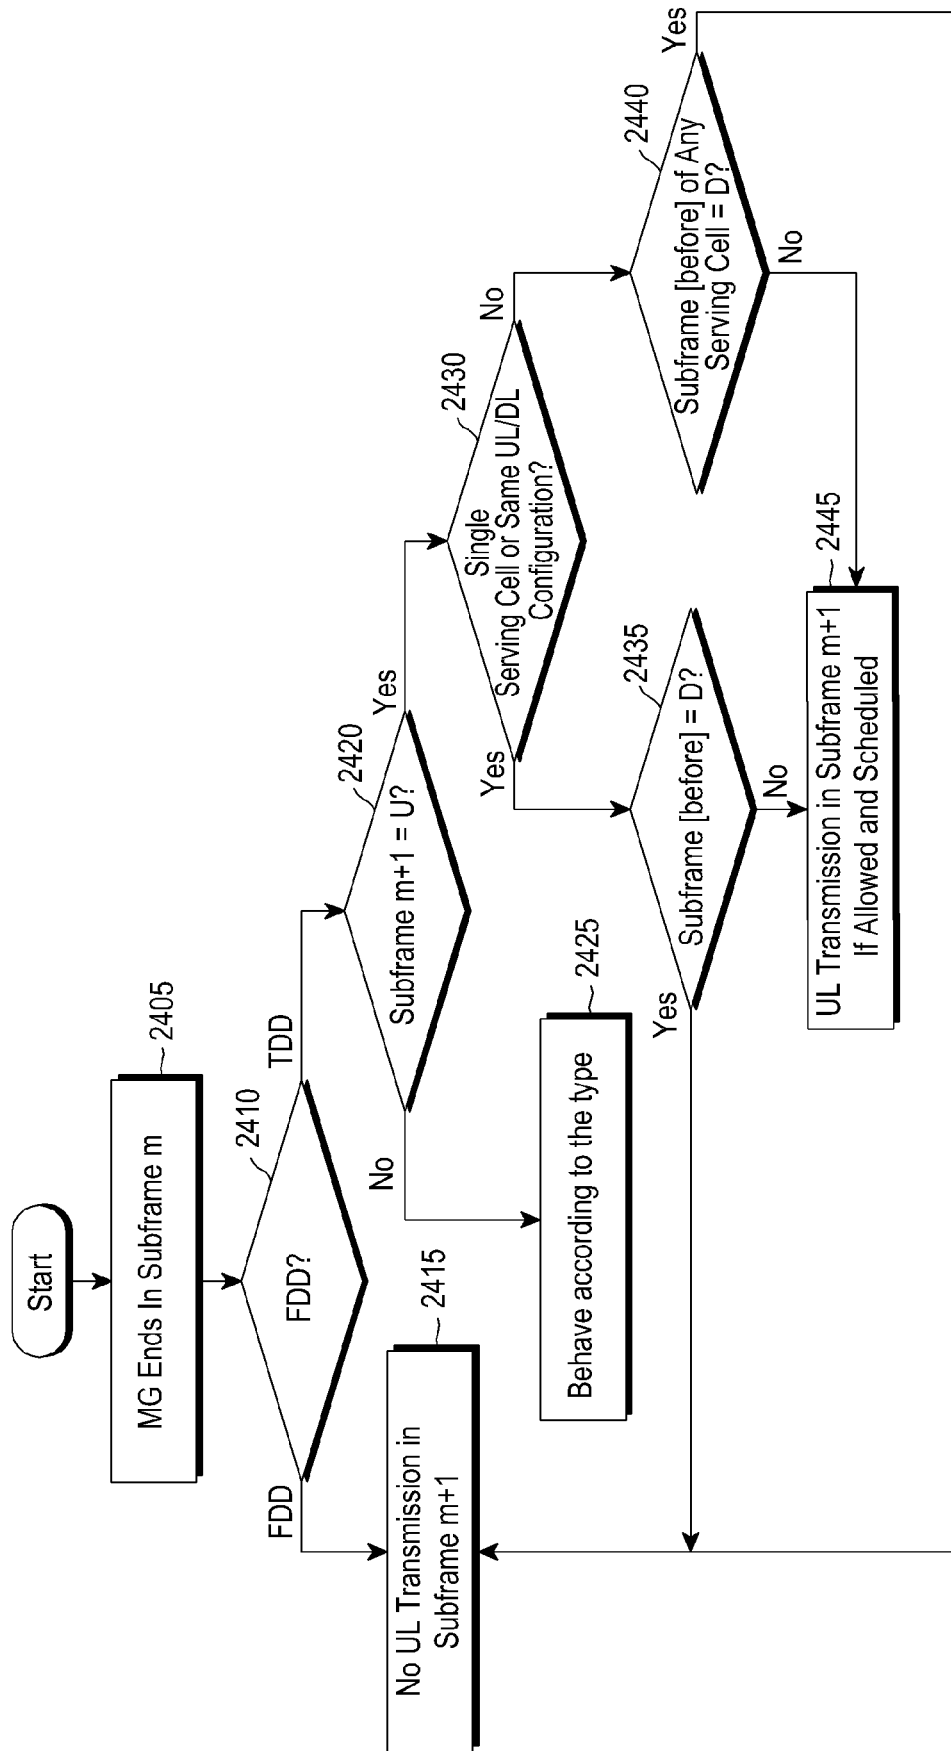 Start
MG Ends In Subframe m
2405
FDD?
2410
FDD
TDD
No UL Transmission in
Subframe m+1
2415
Subframe m+1 = U?
2420
No
Yes
Behave according to the type
2425
Single
Serving Cell or Same UL/DL
Configuration?
2430
Yes
No
Subframe [before] = D?
2435
Yes
No
Subframe [before] of Any
Serving Cell = D?
2440
Yes
No
UL Transmission in Subframe m+1
If Allowed and Scheduled
2445